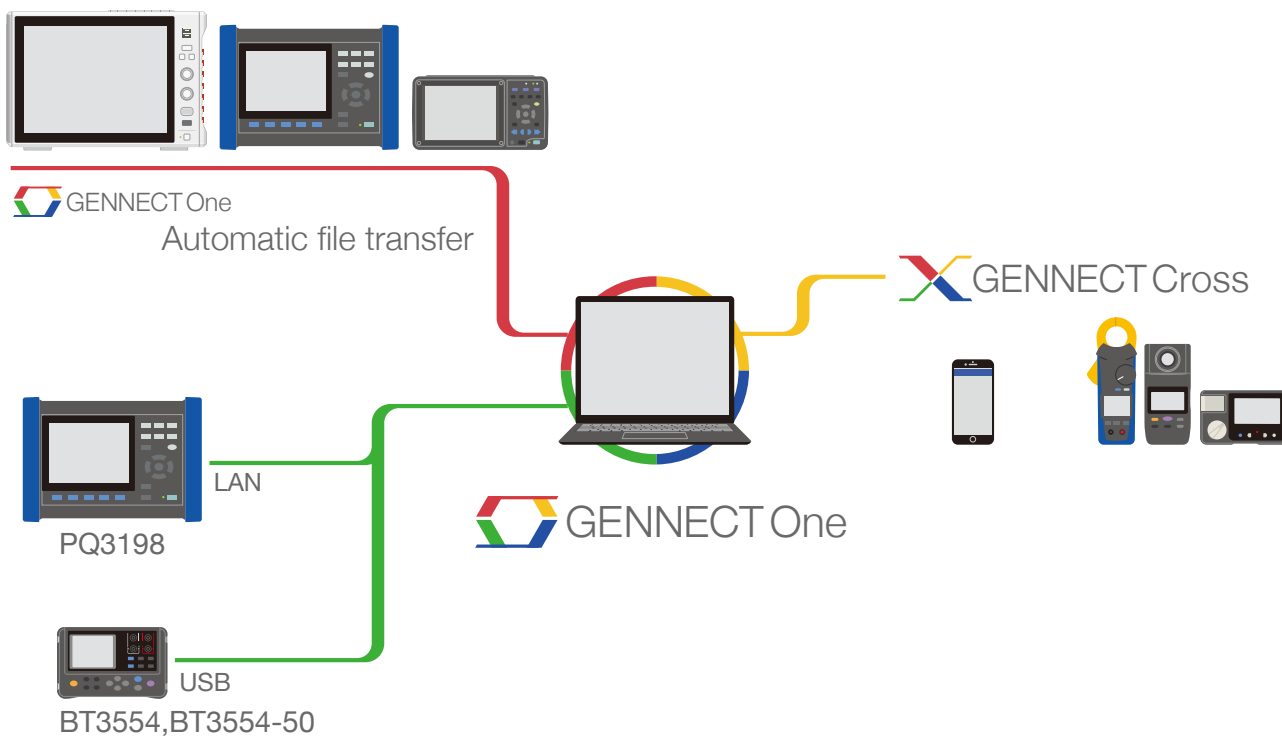 GENNECT One
Automatic file transfer
GENNECT Cross
LAN
PQ3198
GENNECT One
USB
BT3554,BT3554-50